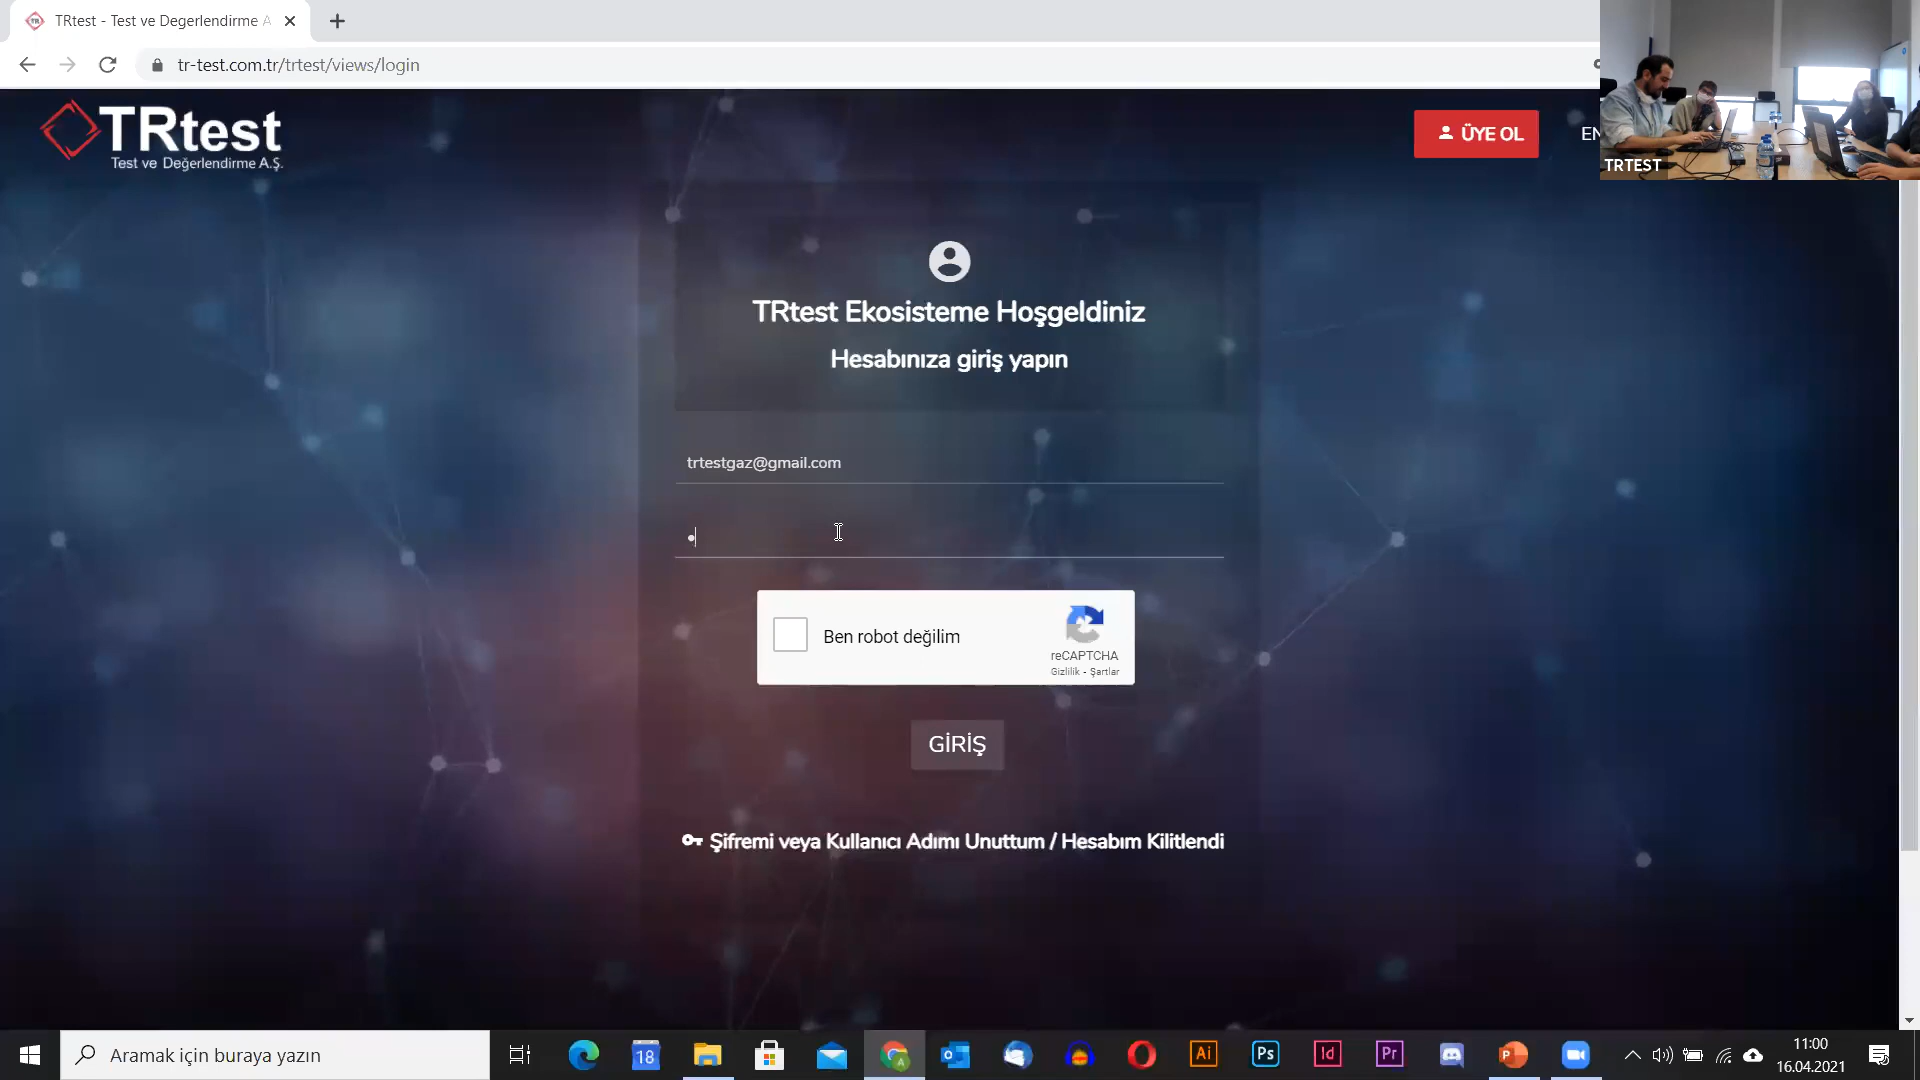 TRtest - Test ve Degerlendirme A
tr-test.com.tr/trtest/views/login
TRtest
Test ve Değerlendirme A.Ş.
ÜYE OL
EN
TRTEST
TRtest Ekosisteme Hoşgeldiniz
Hesabınıza giriş yapın
trtestgaz@gmail.com
Ben robot değilim
reCAPTCHA
Gizlilik - Şartlar
GİRİŞ
Şifremi veya Kullanıcı Adımı Unuttum / Hesabım Kilitlendi
Aramak için buraya yazın
18
Ai
Ps
Id
Pr
11:00
16.04.2021